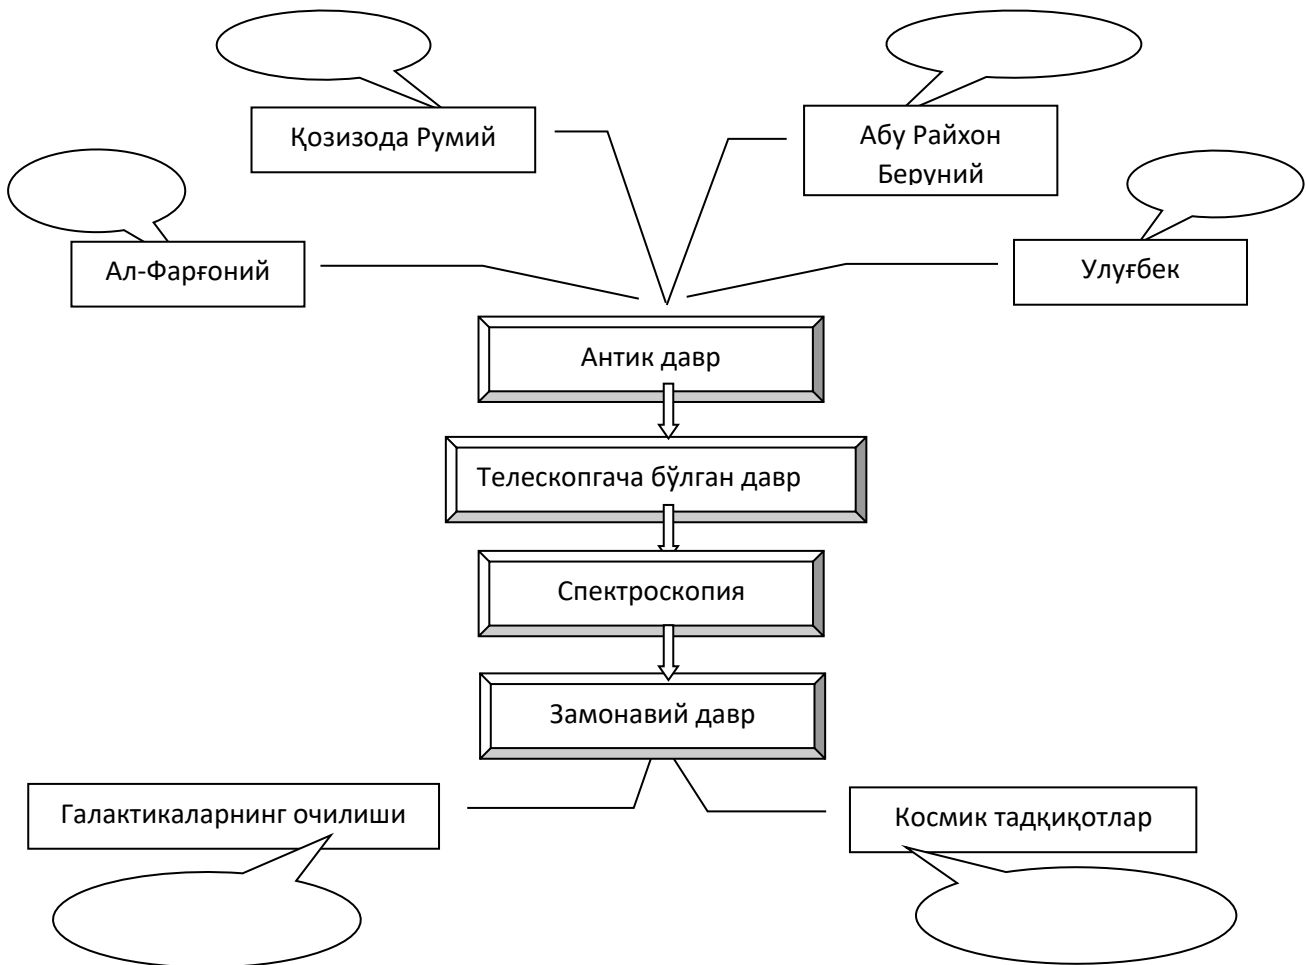 Қозизода Румий
Абу Райхон
Беруний
Ал-Фарғоний
Улуғбек
Антик давр
Телескопгача бўлган давр
Спектроскопия
Замонавий давр
Галактикаларнинг очилиши
Космик тадқиқотлар